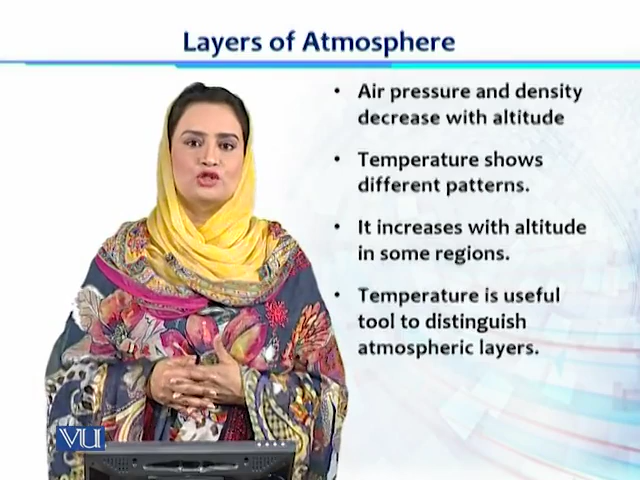 Layers of Atmosphere
• Air pressure and density
decrease with altitude
• Temperature shows
different patterns.
• It increases with altitude
in some regions.
• Temperature is useful
tool to distinguish
atmospheric layers.
VU